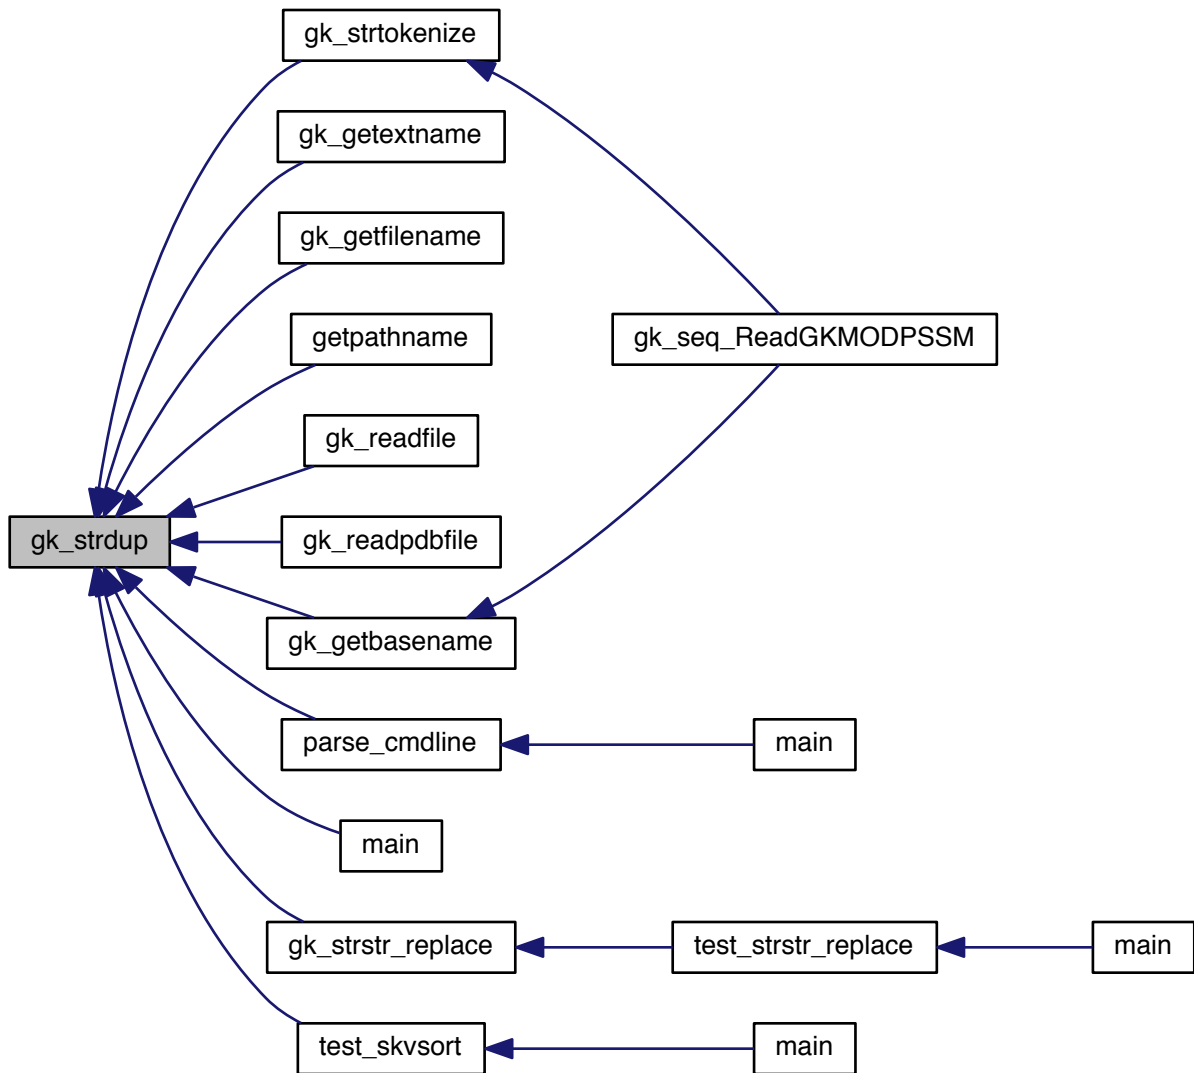 gk_strtokenize
gk_getextname
gk_getfilename
getpathname
gk_seq_ReadGKMODPSSM
gk_readfile
gk_strdup
gk_readpdbfile
gk_getbasename
parse_cmdline
main
main
gk_strstr_replace
test_strstr_replace
main
test_skvsort
main